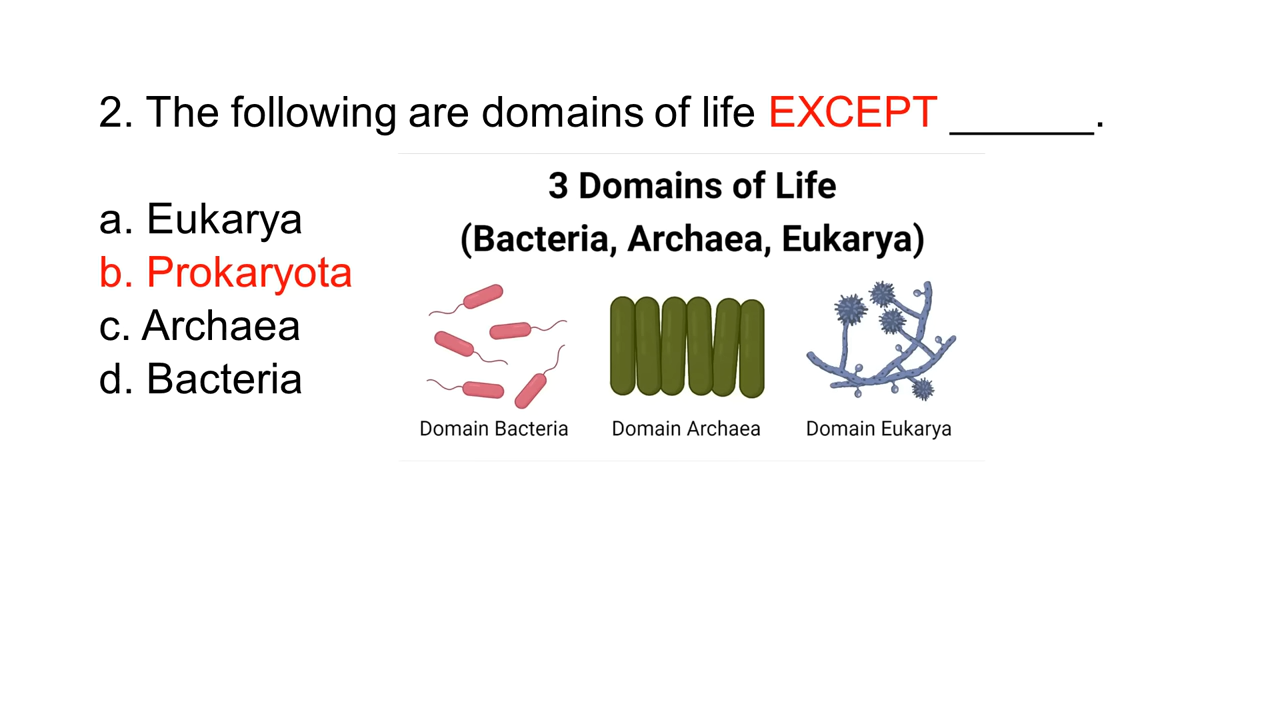 2. The following are domains of life EXCEPT ______.
a. Eukarya
b. Prokaryota
c. Archaea
d. Bacteria
3 Domains of Life
(Bacteria, Archaea, Eukarya)
Domain Bacteria
Domain Archaea
Domain Eukarya